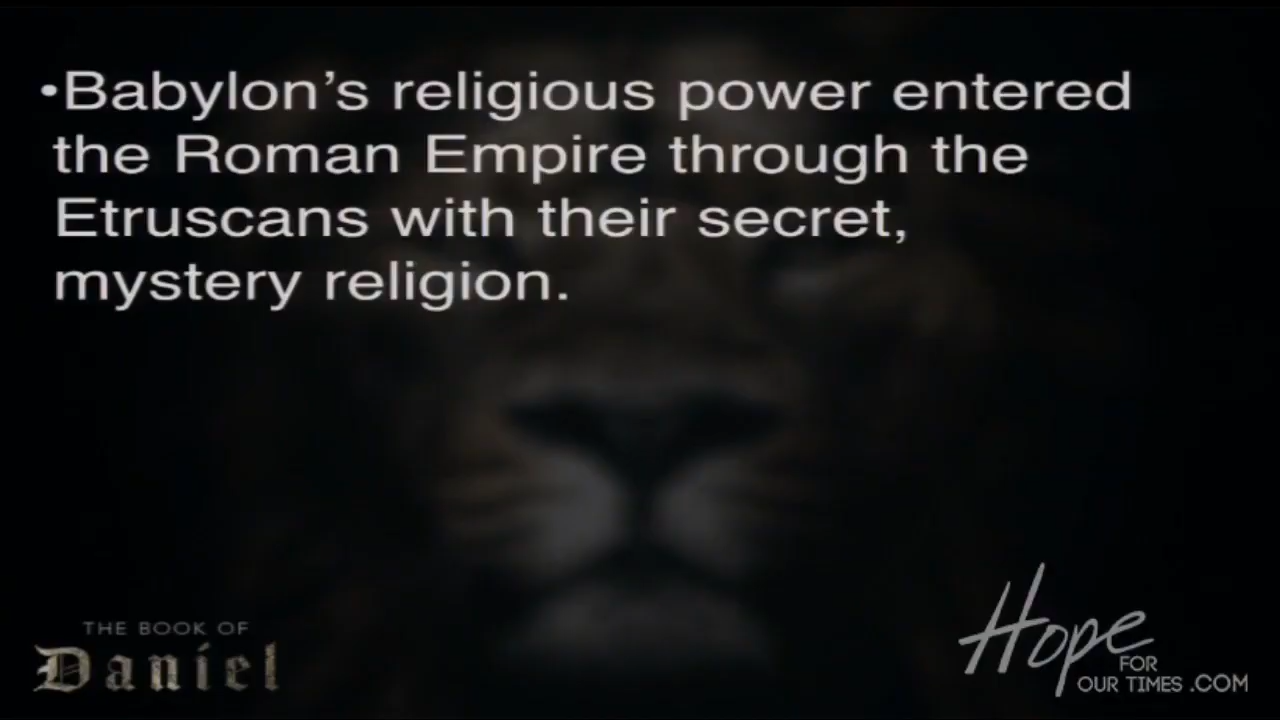 •Babylon’s religious power entered
the Roman Empire through the
Etruscans with their secret,
mystery religion.
THE BOOK OF
Daniel
Hope
FOR
OUR TIMES .COM